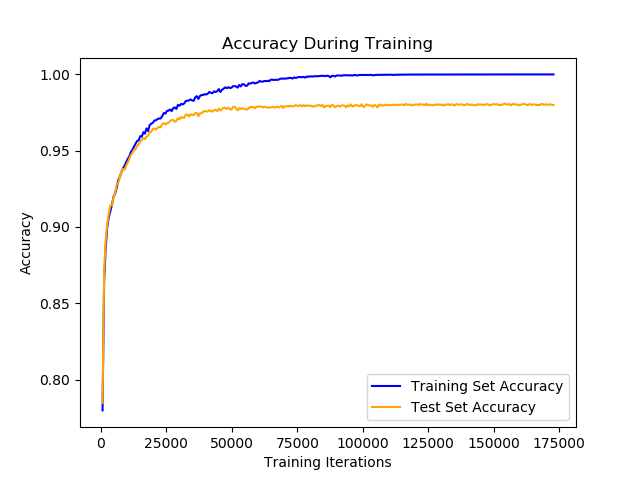 Accuracy During Training
1.00
0.95
0.90
0.85
0.80
Accuracy
Training Set Accuracy
Test Set Accuracy
0 25000 50000 75000 100000 125000 150000 175000
Training Iterations